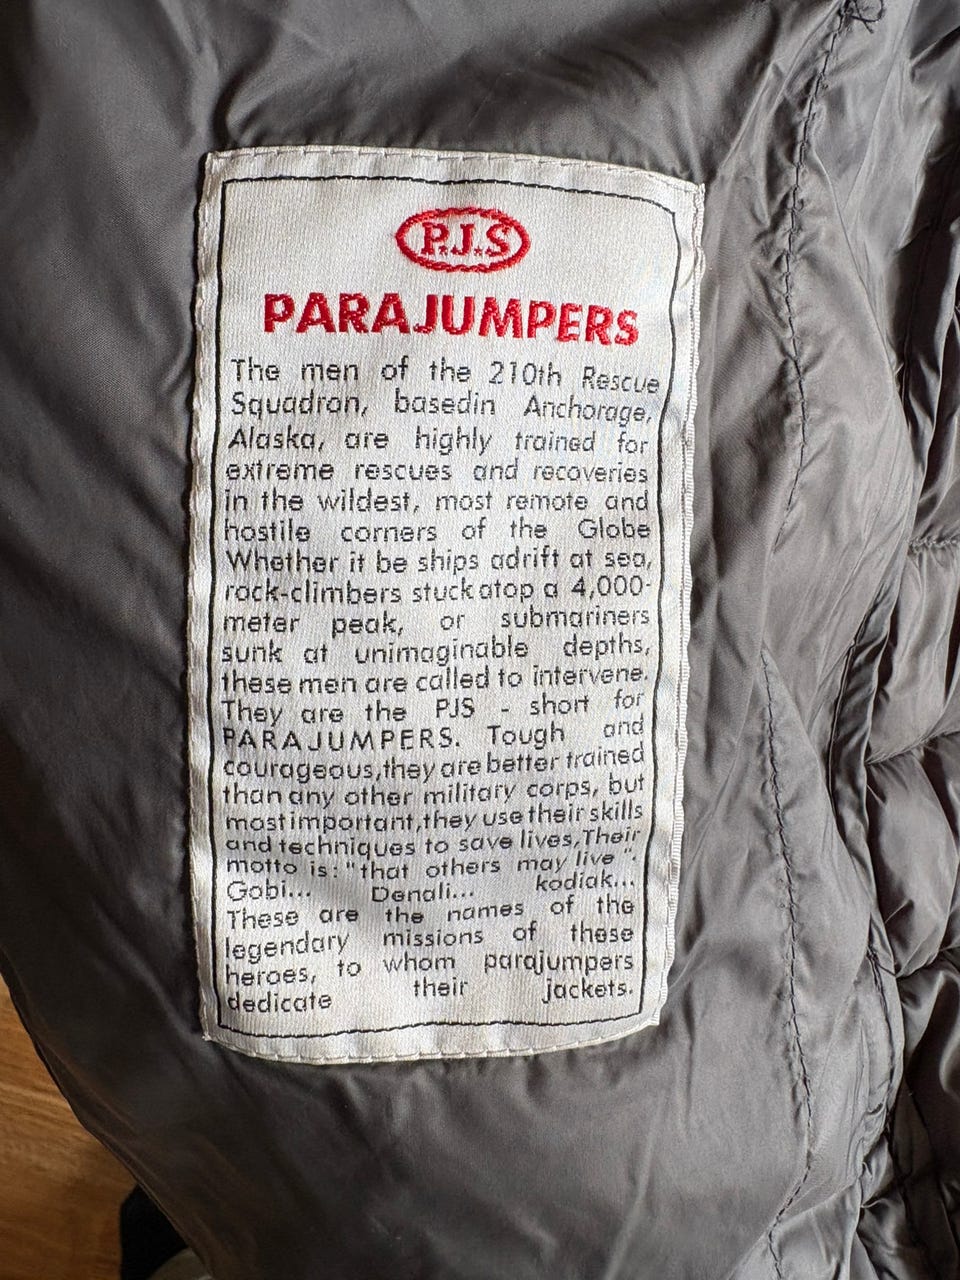 P.J.S
PARAJUMPERS
The men of the 210th Rescue
Squadron, basedin Anchorage,
Alaska, are highly trained for
extreme rescues and recoveries
in the wildest, most remote and
hostile corners of the Globe
Whether it be ships adrift at sea,
rock-climbers stuck atop a 4,000-
meter peak, or submariners
sunk at unimaginable depths,
these men are called to intervene.
They are the PJS - short for
PARAJUMPERS. Tough and
courageous,they are better trained
than any other military corps, but
most important,they use their skills
and techniques to save lives,Their
motto is: "that others may live ".
Gobi... Denali... kodiak...
These are the names of the
legendary missions of these
heroes, to whom parajumpers
dedicate their jackets.